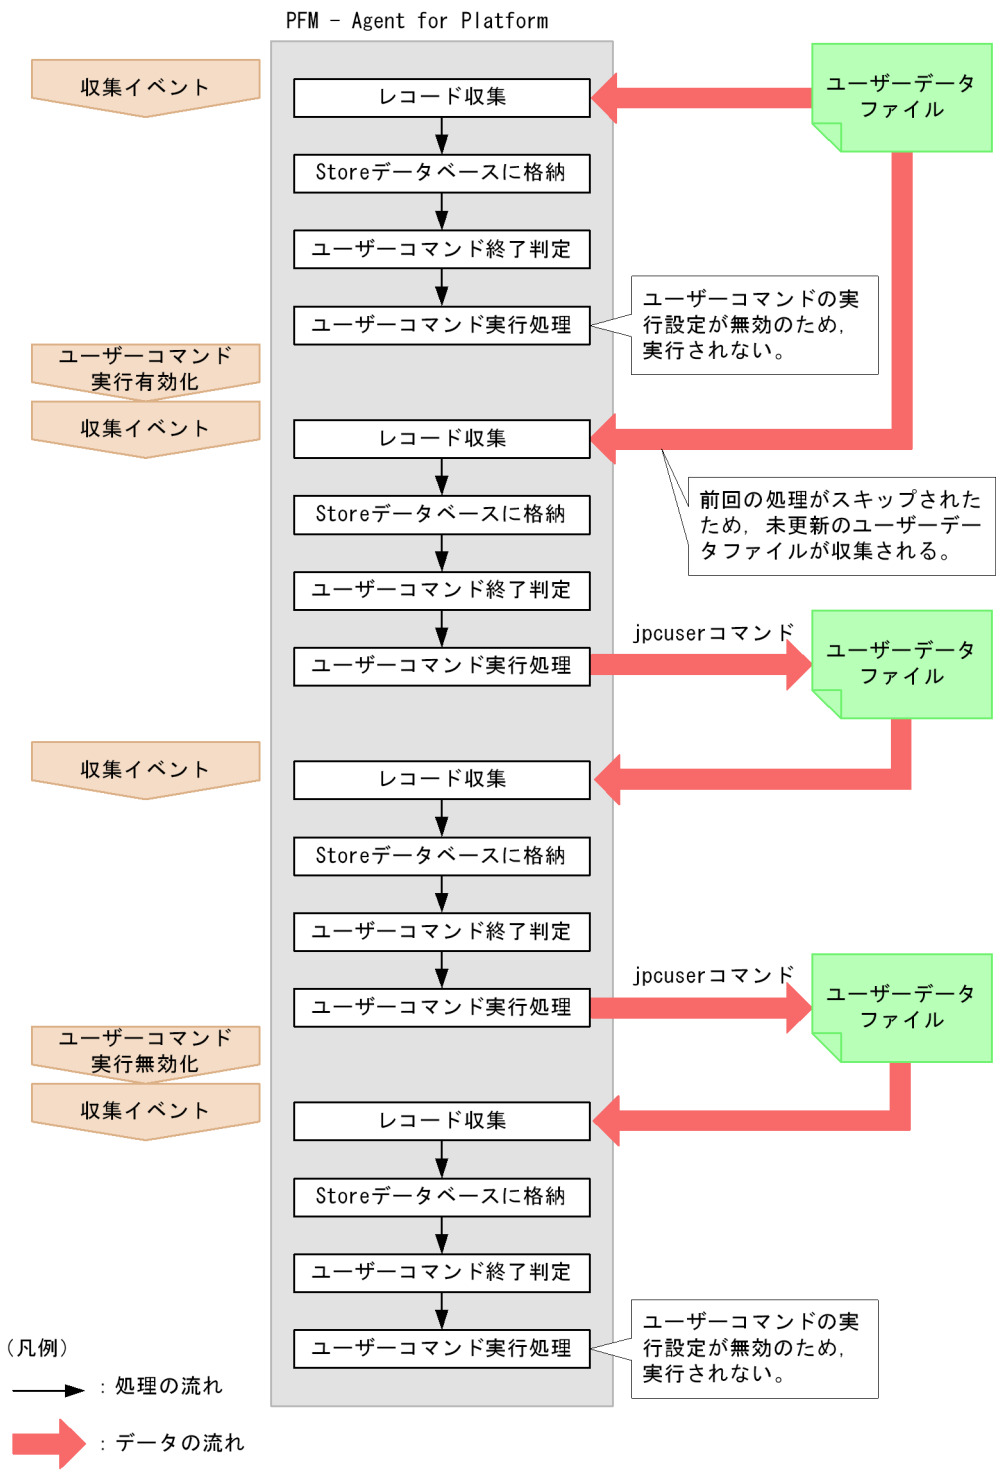 PFM - Agent for Platform
収集イベント
レコード収集
ユーザーデータ
ファイル
Storeデータベースに格納
ユーザーコマンド終了判定
ユーザーコマンド実行処理
ユーザーコマンドの実
行設定が無効のため，
実行されない。
ユーザーコマンド
実行有効化
収集イベント
レコード収集
前回の処理がスキップされた
ため，未更新のユーザーデー
タファイルが収集される。
Storeデータベースに格納
ユーザーコマンド終了判定
ユーザーコマンド実行処理
jpcuserコマンド
ユーザーデータ
ファイル
収集イベント
レコード収集
Storeデータベースに格納
ユーザーコマンド終了判定
ユーザーコマンド実行処理
jpcuserコマンド
ユーザーデータ
ファイル
ユーザーコマンド
実行無効化
収集イベント
レコード収集
Storeデータベースに格納
ユーザーコマンド終了判定
ユーザーコマンド実行処理
ユーザーコマンドの実
行設定が無効のため，
実行されない。
（凡例）
：処理の流れ
：データの流れ